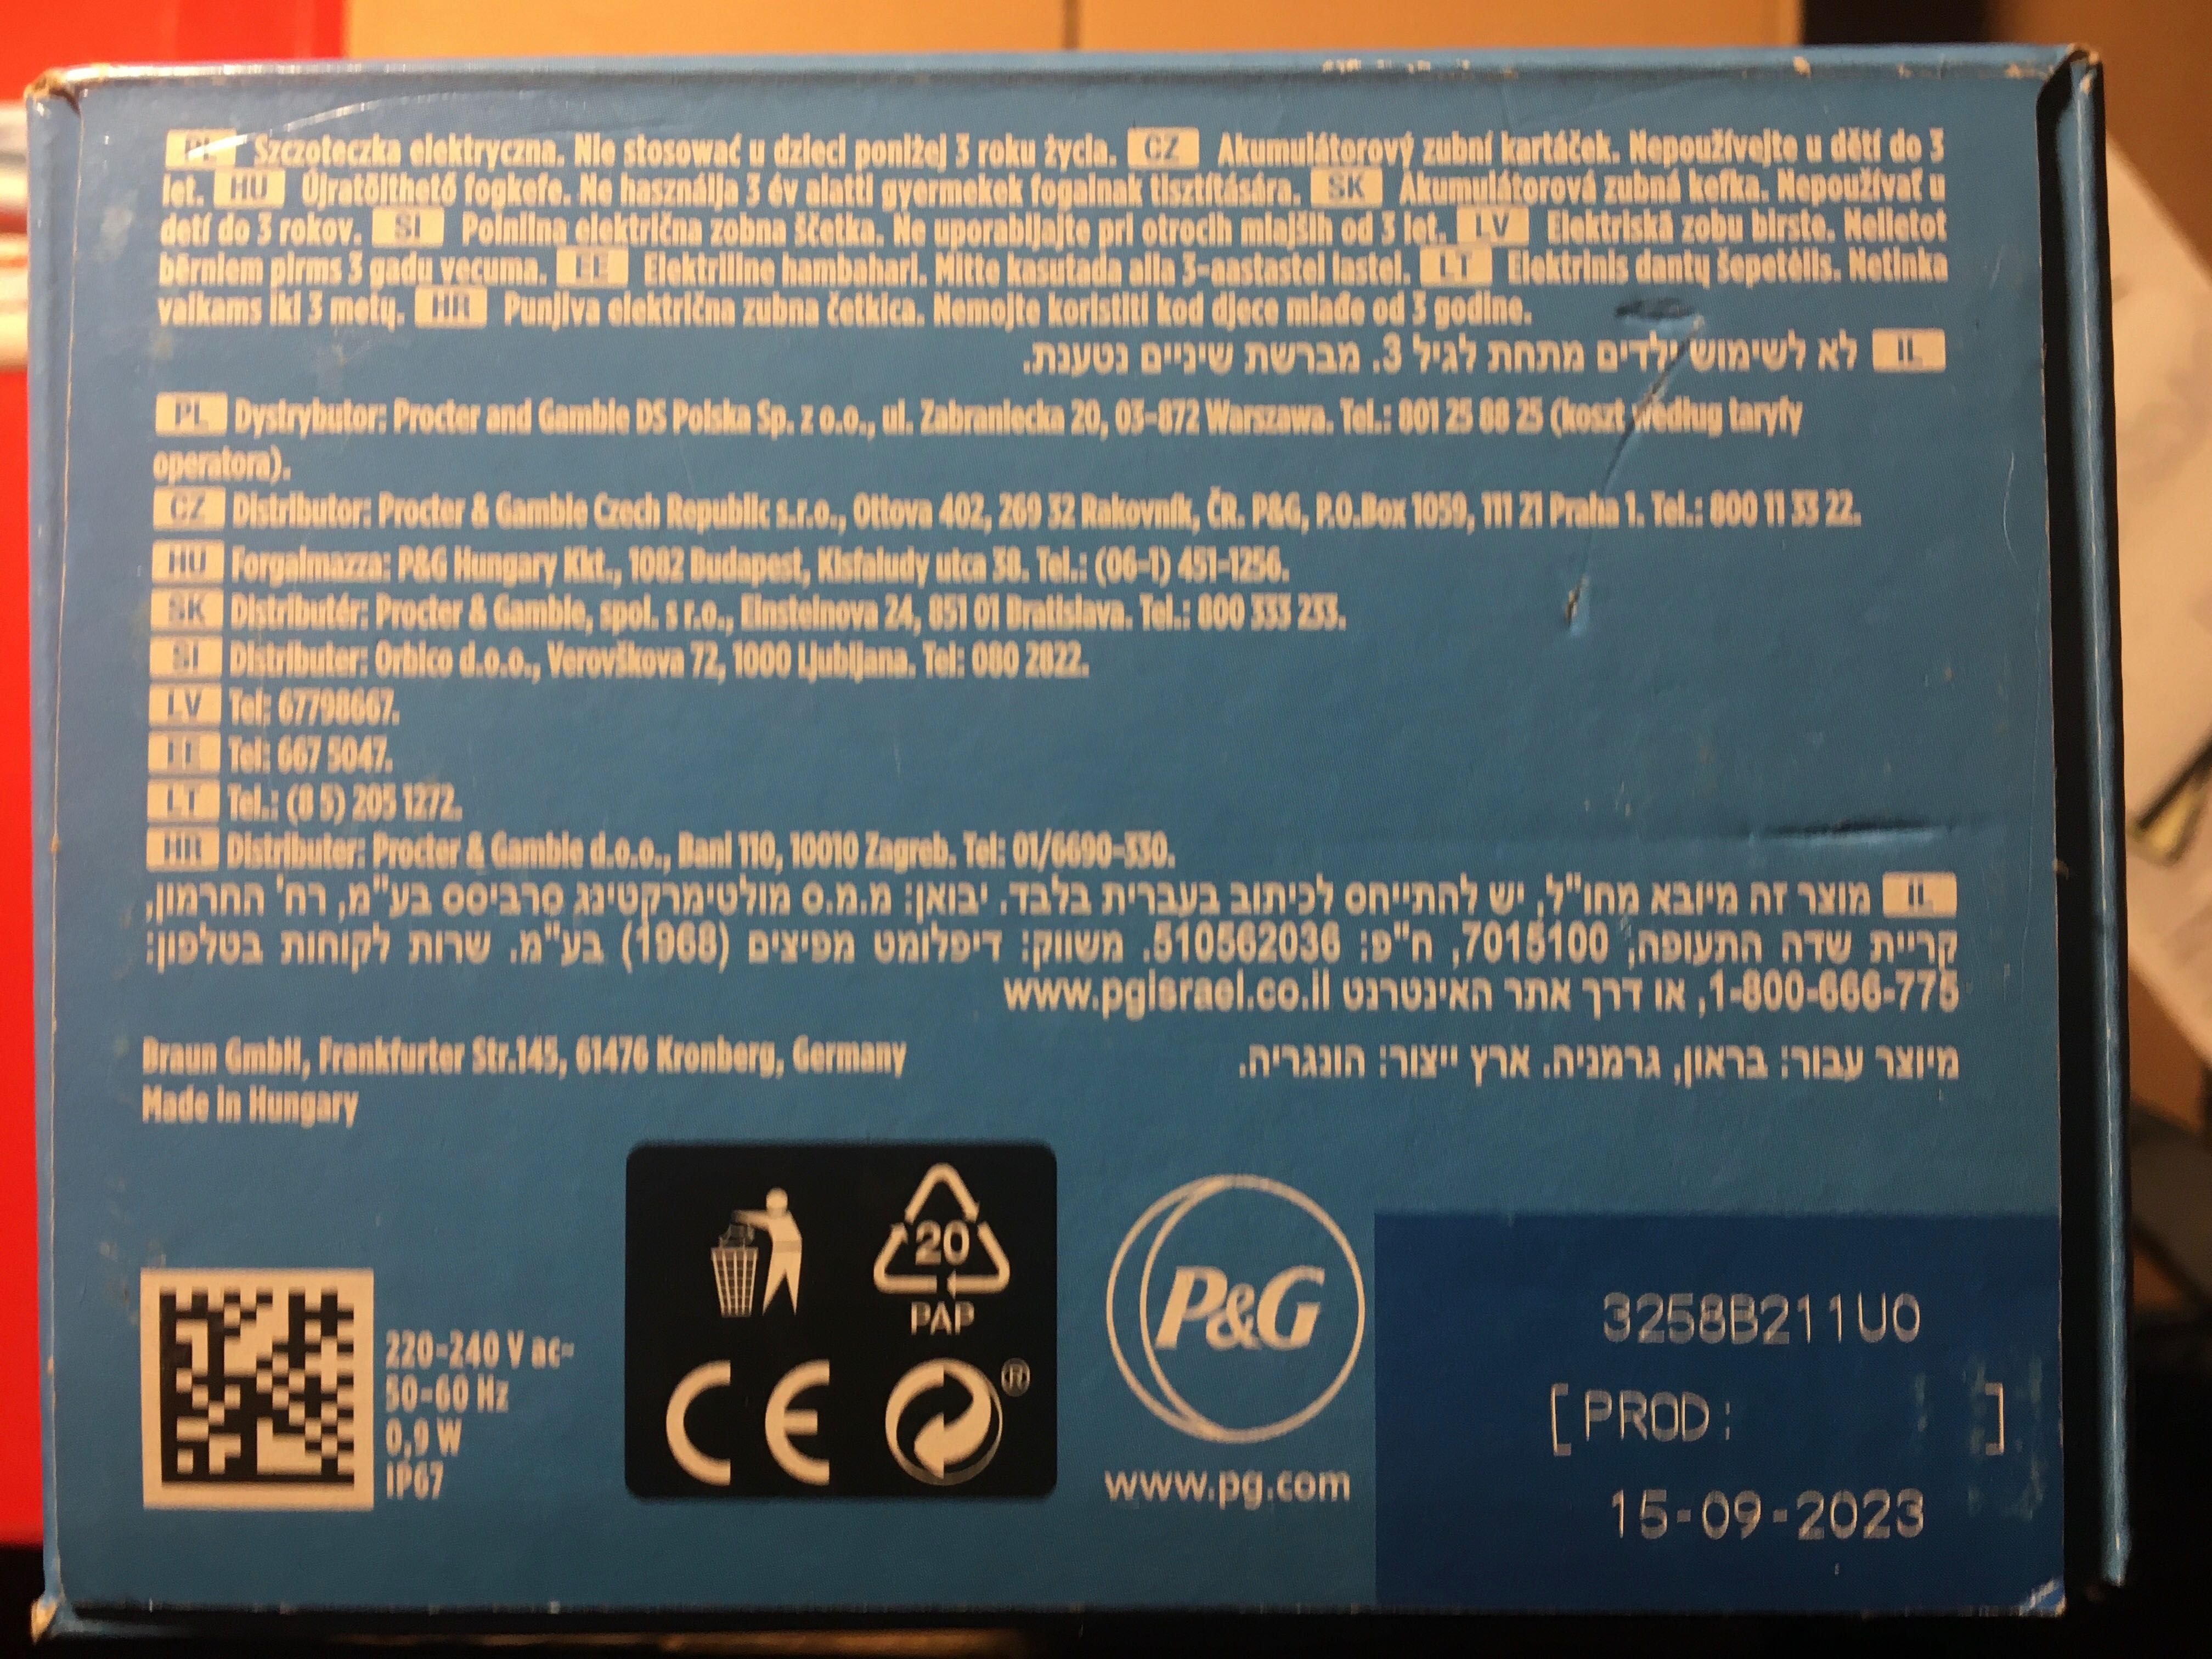 PL Szczoteczka elektryczna. Nie stosować u dzieci poniżej 3 roku życia. CZ Akumulátorový zubní kartáček. Nepoužívejte u dětí do 3
let. HU Újratölthető fogkefe. Ne használja 3 év alatti gyermekek fogainak tisztítására. SK Akumulátorová zubná kefka. Nepoužívať u
detí do 3 rokov. SI Polnilna električna zobna ščetka. Ne uporabljajte pri otrocih mlajših od 3 let. LV Elektriskā zobu birste. Nelietot
bērniem pirms 3 gadu vecuma. EE Elektriline hambahari. Mitte kasutada alla 3-aastastel lastel. LT Elektrinis dantų šepetėlis. Netinka
vaikams iki 3 metų. HR Punjiva električna zubna četkica. Nemojte koristiti kod djece mlađe od 3 godine.
IL לא לשימוש ילדים מתחת לגיל 3. מברשת שיניים נטענת.
PL Dystrybutor: Procter and Gamble DS Polska Sp. z o.o., ul. Zabraniecka 20, 03-872 Warszawa. Tel.: 801 25 88 25 (koszt według taryfy
operatora).
CZ Distributor: Procter & Gamble Czech Republic s.r.o., Ottova 402, 269 32 Rakovník, ČR. P&G, P.O.Box 1059, 111 21 Praha 1. Tel.: 800 11 33 22.
HU Forgalmazza: P&G Hungary Kkt., 1082 Budapest, Kisfaludy utca 38. Tel.: (06-1) 451-1256.
SK Distribútér: Procter & Gamble, spol. s r.o., Einsteinova 24, 851 01 Bratislava. Tel.: 800 333 233.
SI Distributer: Orbico d.o.o., Verovškova 72, 1000 Ljubljana. Tel: 080 2822.
LV Tel: 67798667.
EE Tel: 667 5047.
LT Tel.: (8 5) 205 1272.
HR Distributer: Procter & Gamble d.o.o., Bani 110, 10010 Zagreb. Tel: 01/6690-330.
IL מוצר זה מיובא מחו"ל, יש להתייחס לכיתוב בעברית בלבד. יבואן: מ.מ.ס מולטימרקטינג סרביסס בע"מ, רח' החרמון,
קריית שדה התעופה, 7015100, ח"פ: 510562036. משווק: דיפלומט מפיצים (1968) בע"מ. שרות לקוחות בטלפון:
1-800-666-775, או דרך אתר האינטרנט www.pgisrael.co.il
Braun GmbH, Frankfurter Str.145, 61476 Kronberg, Germany
Made in Hungary
מיוצר עבור: בראון, גרמניה. ארץ ייצור: הונגריה.
220-240 V ac~
50-60 Hz
0,9 W
IP67
20
PAP
CE
®
P&G
www.pg.com
3258B211U0
[PROD: ]
15-09-2023